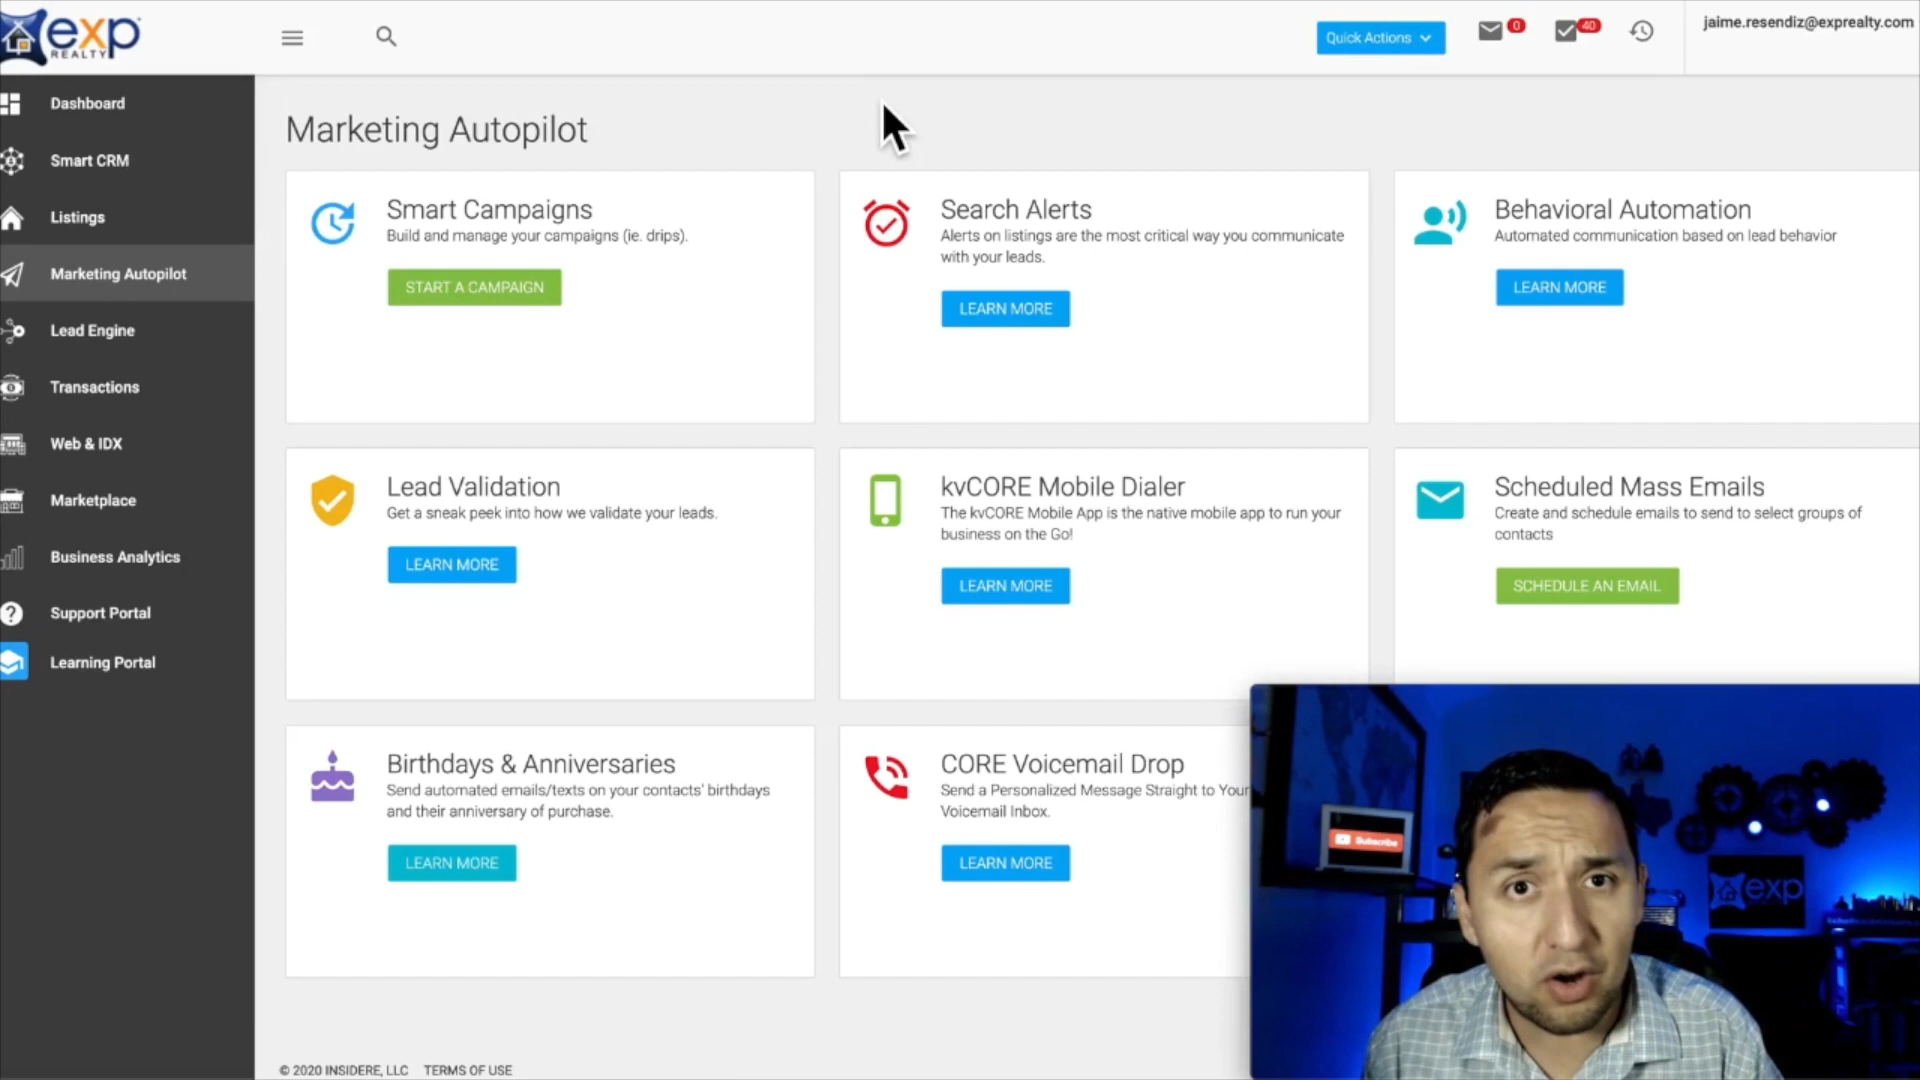 exp
REALTY
Quick Actions
0
40
jaime.resendiz@exprealty.com
Dashboard
Smart CRM
Listings
Marketing Autopilot
Lead Engine
Transactions
Web & IDX
Marketplace
Business Analytics
Support Portal
Learning Portal
Marketing Autopilot
Smart Campaigns
Build and manage your campaigns (ie. drips).
START A CAMPAIGN
Search Alerts
Alerts on listings are the most critical way you communicate
with your leads.
LEARN MORE
Behavioral Automation
Automated communication based on lead behavior
LEARN MORE
Lead Validation
Get a sneak peek into how we validate your leads.
LEARN MORE
kvCORE Mobile Dialer
The kvCORE Mobile App is the native mobile app to run your
business on the Go!
LEARN MORE
Scheduled Mass Emails
Create and schedule emails to send to select groups of
contacts
SCHEDULE AN EMAIL
Birthdays & Anniversaries
Send automated emails/texts on your contacts' birthdays
and their anniversary of purchase.
LEARN MORE
CORE Voicemail Drop
Send a Personalized Message Straight to Your
Voicemail Inbox.
LEARN MORE
Subscribe
exp
© 2020 INSIDERE, LLC TERMS OF USE